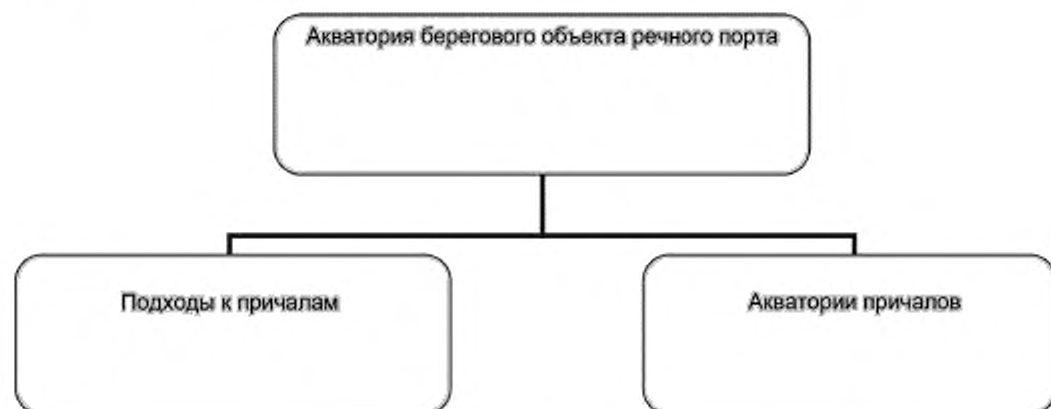 Акватория берегового объекта речного порта
Подходы к причалам
Акватории причалов